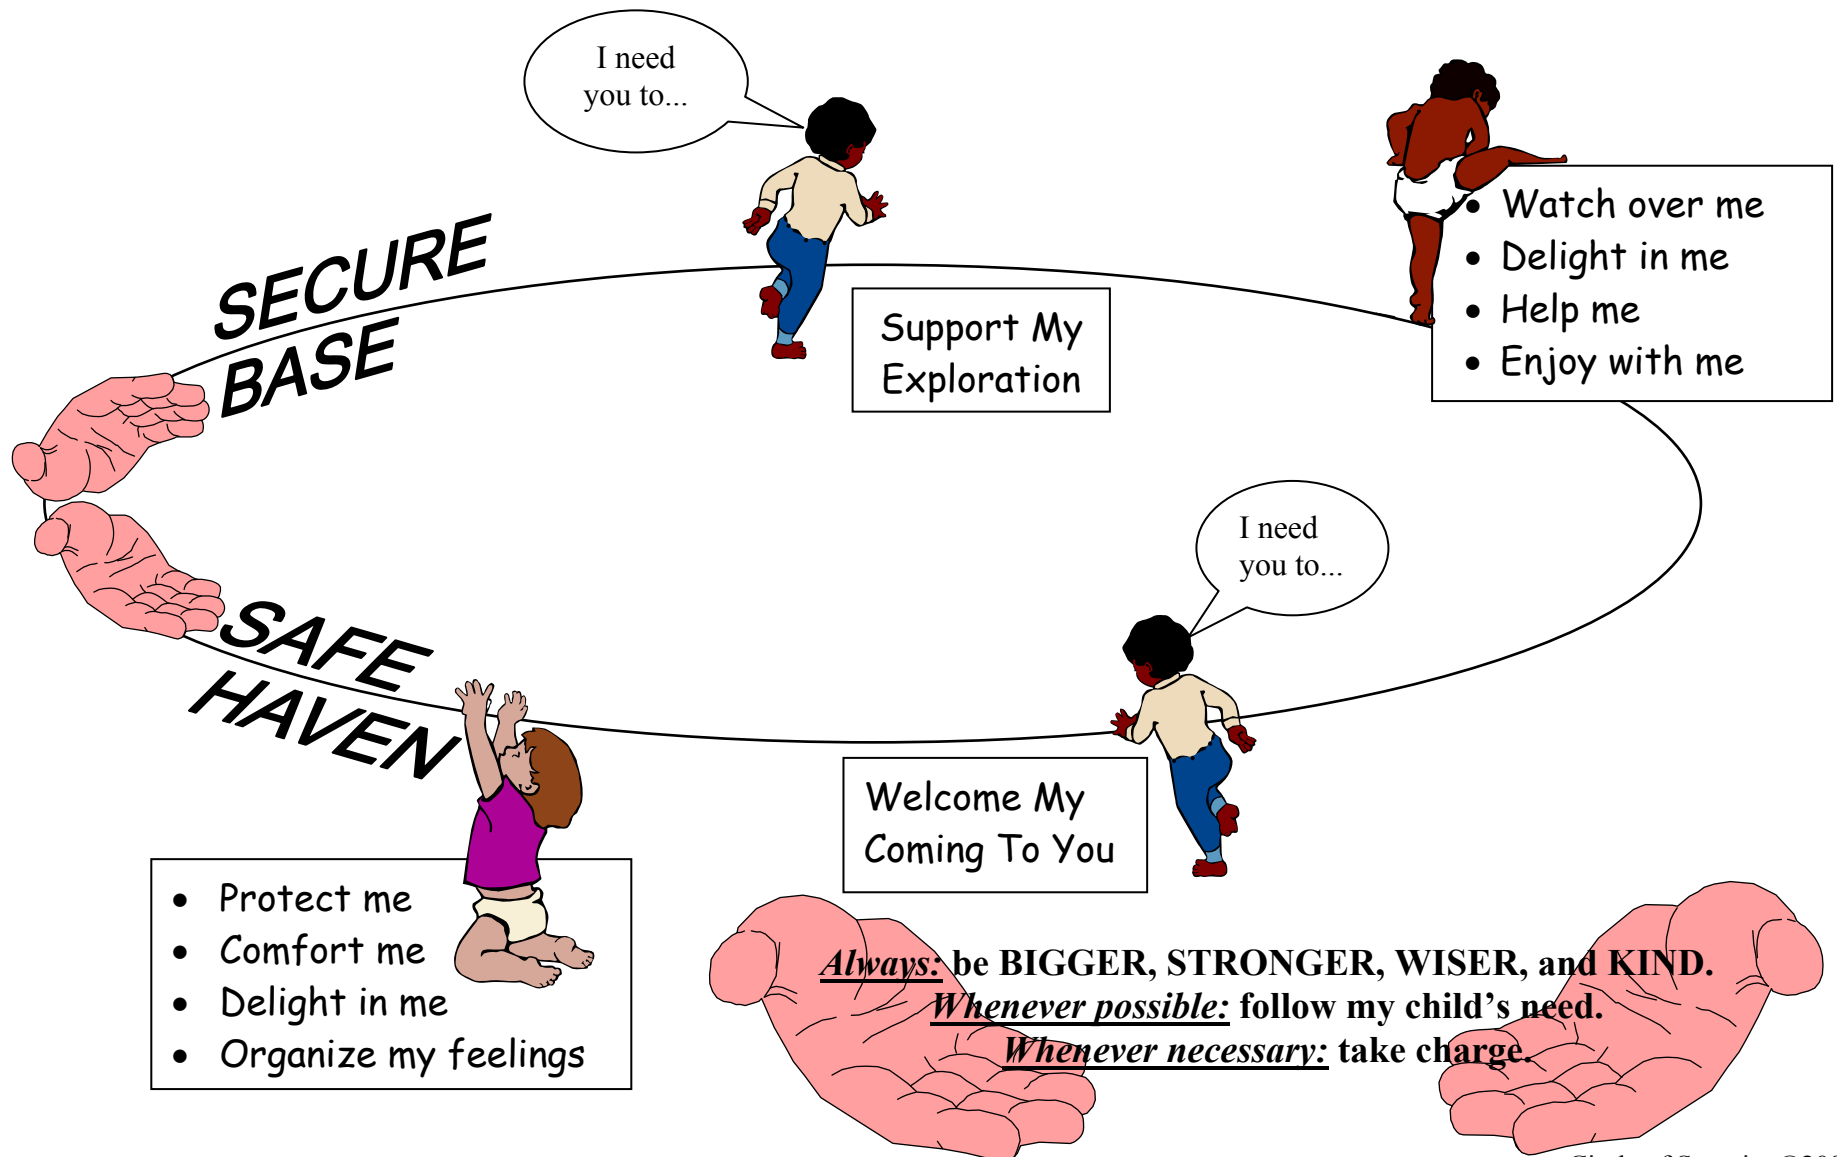 I need
you to...
SECURE
BASE
Support My
Exploration
• Watch over me
• Delight in me
• Help me
• Enjoy with me
I need
you to...
SAFE
HAVEN
Welcome My
Coming To You
• Protect me
• Comfort me
• Delight in me
• Organize my feelings
Always: be BIGGER, STRONGER, WISER, and KIND.
Whenever possible: follow my child's need.
Whenever necessary: take charge.